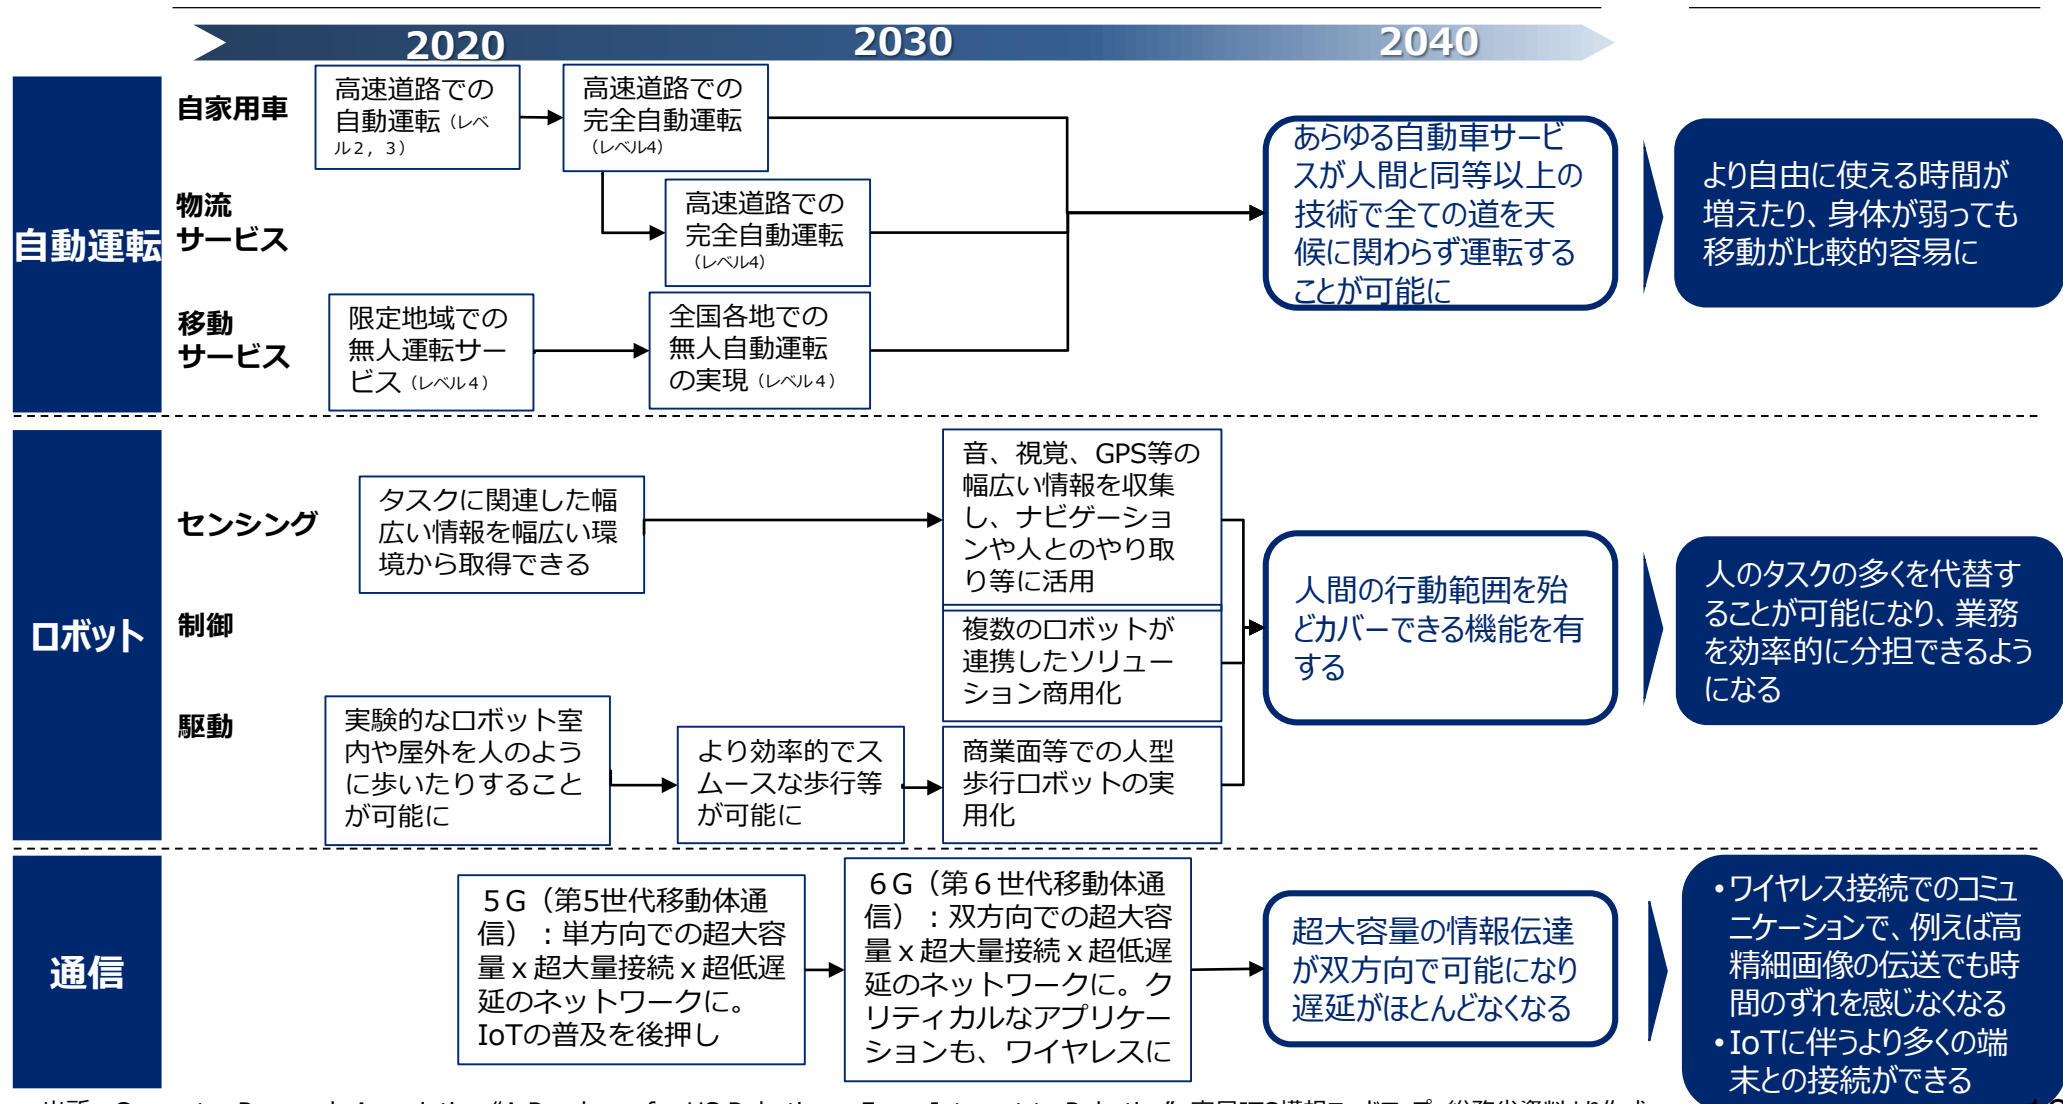 2020
2030
2040
自動運転
自家用車
高速道路での
自動運転（レベ
ル２，３）
高速道路での
完全自動運転
（レベル4）
物流
サービス
高速道路での
完全自動運転
（レベル4）
移動
サービス
限定地域での
無人運転サー
ビス（レベル４）
全国各地での
無人自動運転
の実現（レベル４）
あらゆる自動車サービ
スが人間と同等以上の
技術で全ての道を天
候に関わらず運転する
ことが可能に
より自由に使える時間が
増えたり、身体が弱っても
移動が比較的容易に
ロボット
センシング
タスクに関連した幅
広い情報を幅広い環
境から取得できる
音、視覚、GPS等の
幅広い情報を収集
し、ナビゲーショ
ンや人とのやり取
り等に活用
制御
複数のロボットが
連携したソリュー
ション商用化
駆動
実験的なロボット室
内や屋外を人のよう
に歩いたりすること
が可能に
より効率的でス
ムースな歩行等
が可能に
商業面等での人型
歩行ロボットの実
用化
人間の行動範囲を殆
どカバーできる機能を有
する
人のタスクの多くを代替す
ることが可能になり、業務
を効率的に分担できるよう
になる
通信
５G（第5世代移動体通
信）：単方向での超大容
量ｘ超大量接続ｘ超低遅
延のネットワークに。
IoTの普及を後押し
６G（第６世代移動体通
信）：双方向での超大容
量ｘ超大量接続ｘ超低遅
延のネットワークに。ク
リティカルなアプリケー
ションも、ワイヤレスに
超大容量の情報伝達
が双方向で可能になり
遅延がほとんどなくなる
•ワイヤレス接続でのコミュ
ニケーションで、例えば高
精細画像の伝送でも時
間のずれを感じなくなる
•IoTに伴うより多くの端
末との接続ができる